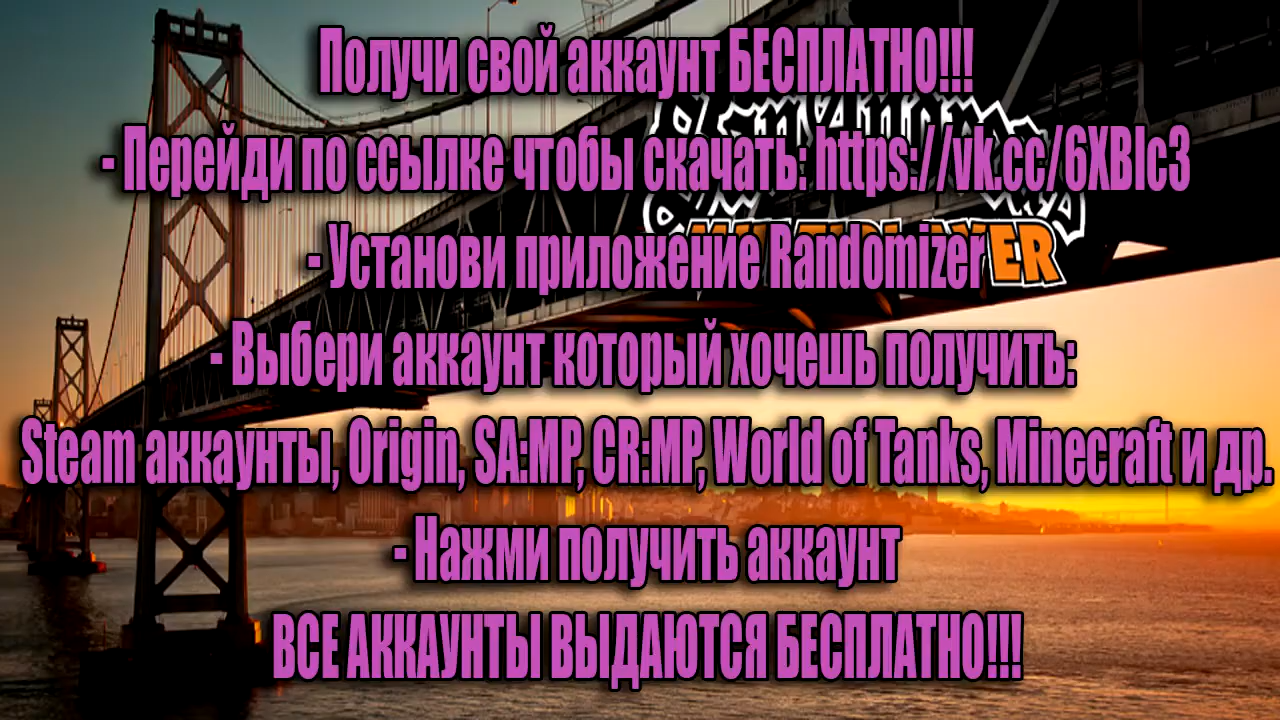 Получи свой аккаунт БЕСПЛАТНО!!!
- Перейди по ссылке чтобы скачать: https://vk.cc/6XBIc3
- Установи приложение Randomizer
ER
- Выбери аккаунт который хочешь получить:
Steam аккаунты, Origin, SA:MP, CR:MP, World of Tanks, Minecraft и др.
- Нажми получить аккаунт
ВСЕ АККАУНТЫ ВЫДАЮТСЯ БЕСПЛАТНО!!!